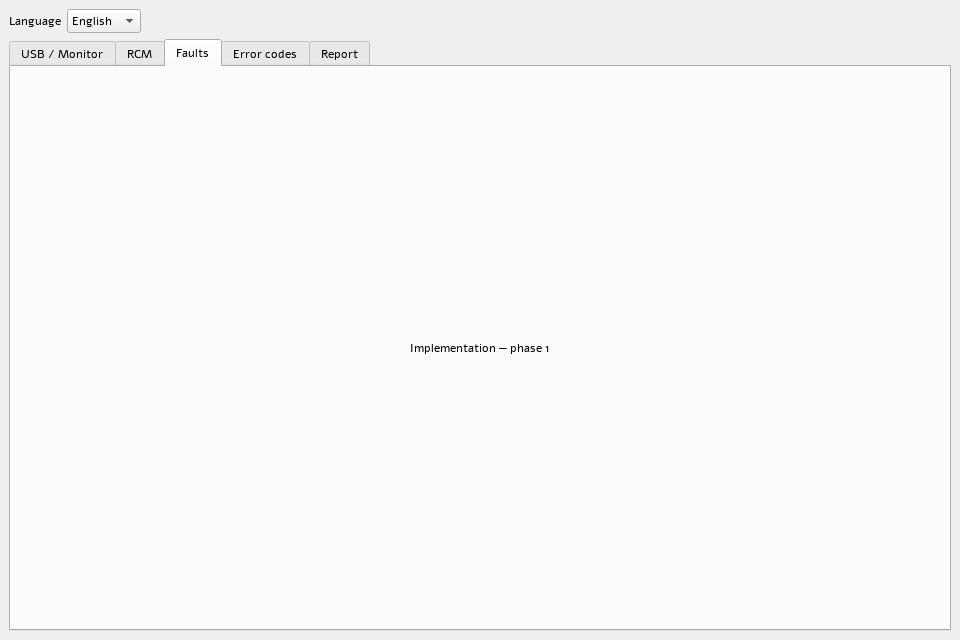 Language English
USB / Monitor RCM Faults Error codes Report
Implementation — phase 1